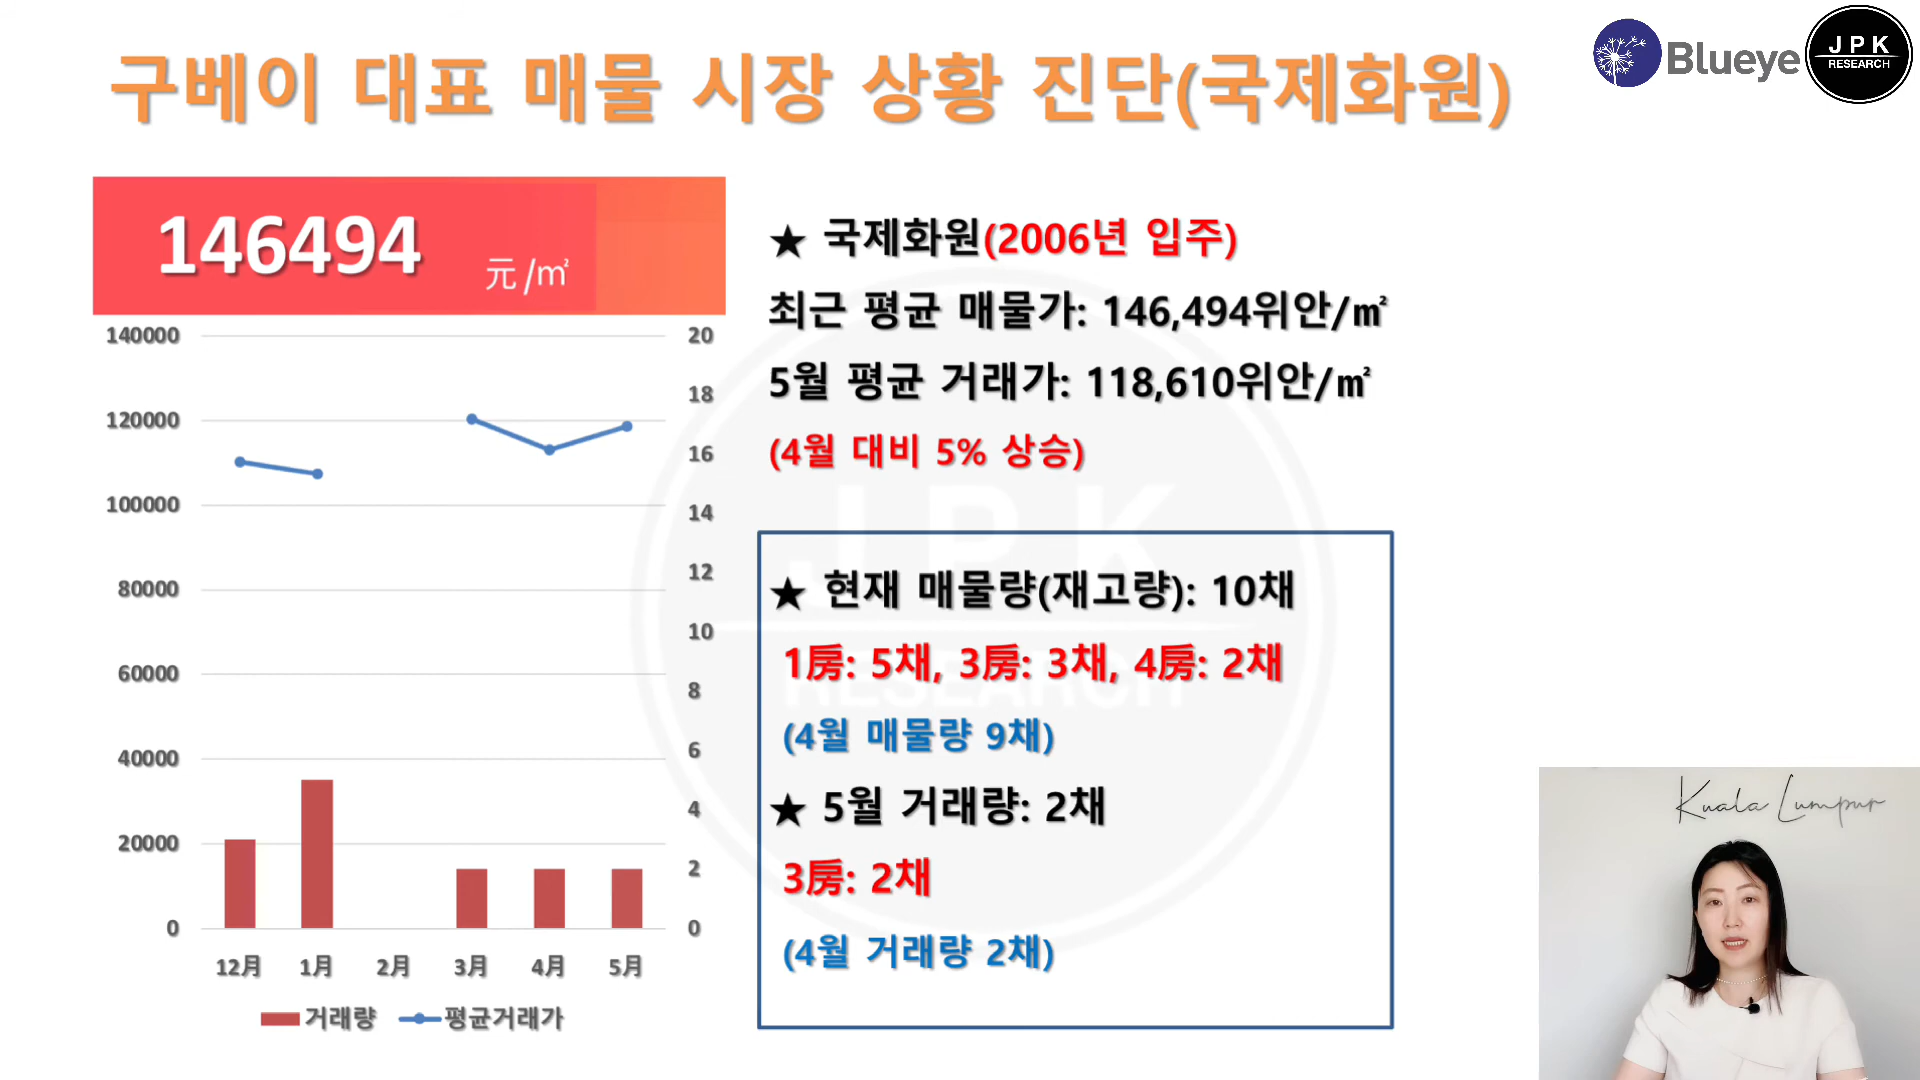 구베이 대표 매물 시장 상황 진단(국제화원)
Blueye
JPK
RESEARCH
146494 元/㎡
140000
120000
100000
80000
60000
40000
20000
0
20
18
16
14
12
10
8
6
4
2
0
12月 1月 2月 3月 4月 5月
거래량 평균거래가
★ 국제화원(2006년 입주)
최근 평균 매물가: 146,494위안/㎡
5월 평균 거래가: 118,610위안/㎡
(4월 대비 5% 상승)
★ 현재 매물량(재고량): 10채
1房: 5채, 3房: 3채, 4房: 2채
(4월 매물량 9채)
★ 5월 거래량: 2채
3房: 2채
(4월 거래량 2채)
JPK
RESEARCH
Kuala Lumpur